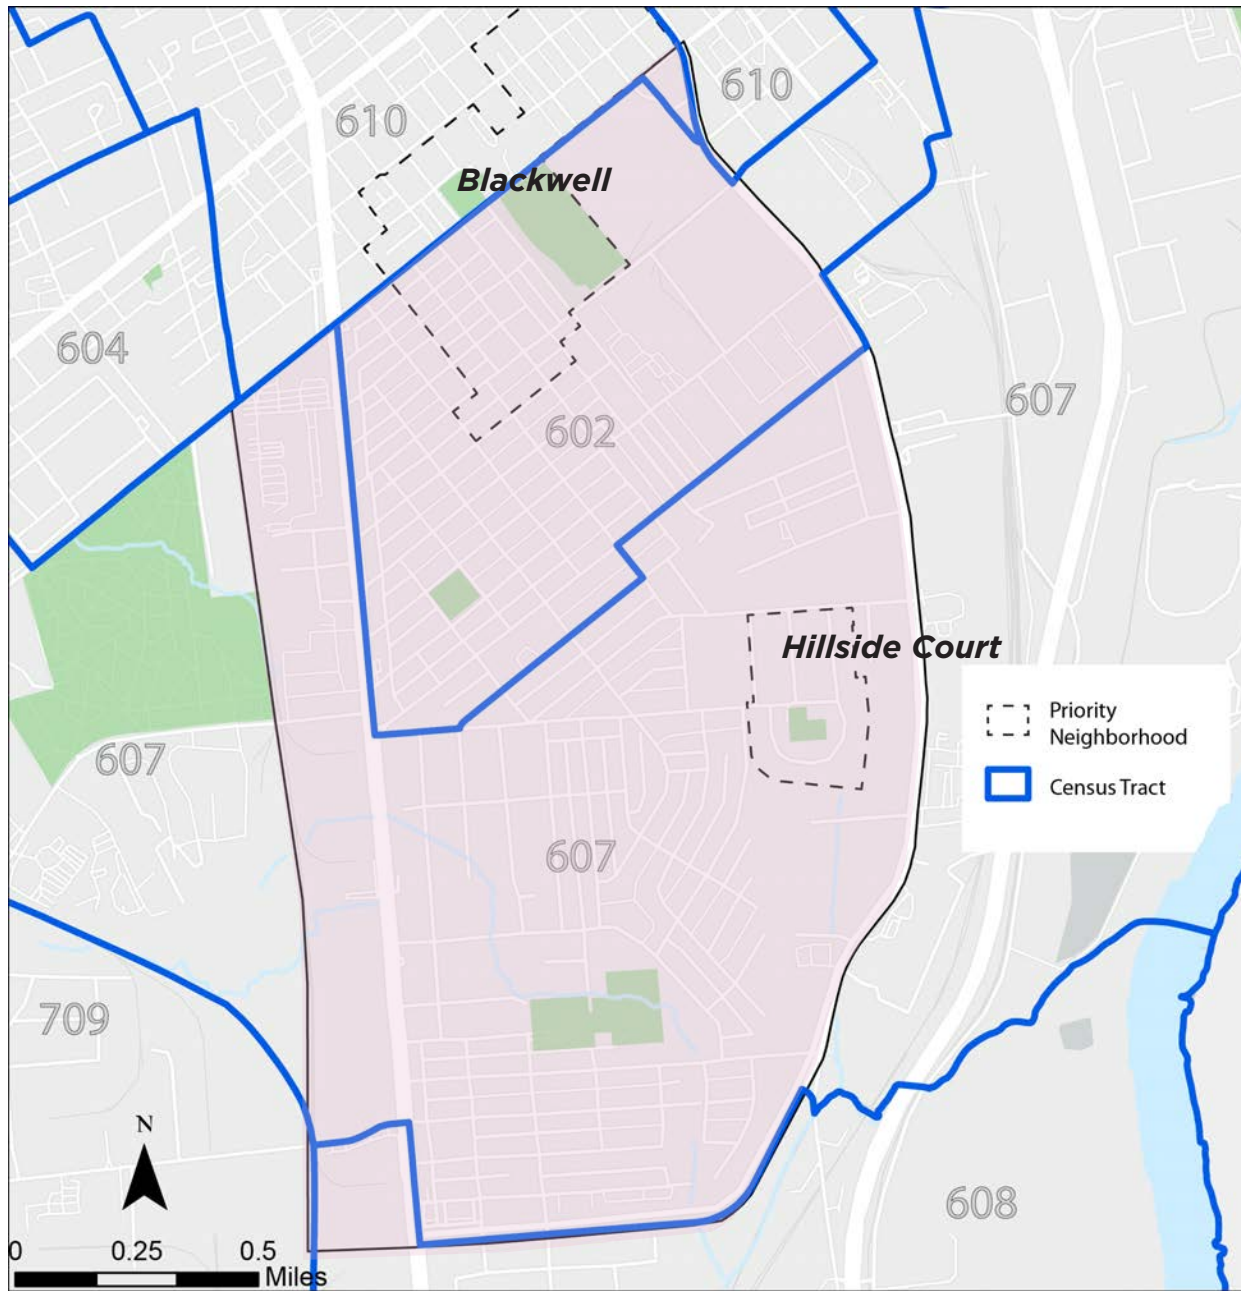 610
610
Blackwell
604
607
602
Hillside Court
Priority
Neighborhood
Census Tract
607
607
709
N
608
0 0.25 0.5
Miles